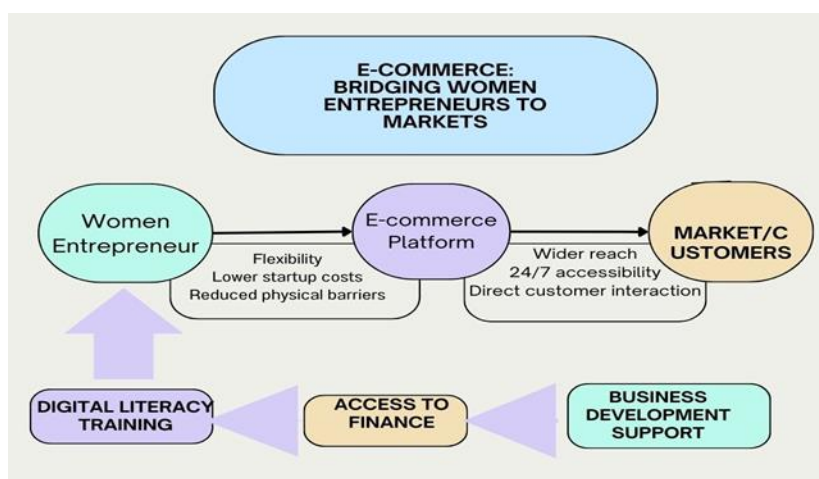 E-COMMERCE:
BRIDGING WOMEN
ENTREPRENEURS TO
MARKETS
Women
Entrepreneur
Flexibility
Lower startup costs
Reduced physical barriers
E-commerce
Platform
Wider reach
24/7 accessibility
Direct customer interaction
MARKET/C
USTOMERS
DIGITAL LITERACY
TRAINING
ACCESS TO
FINANCE
BUSINESS
DEVELOPMENT
SUPPORT